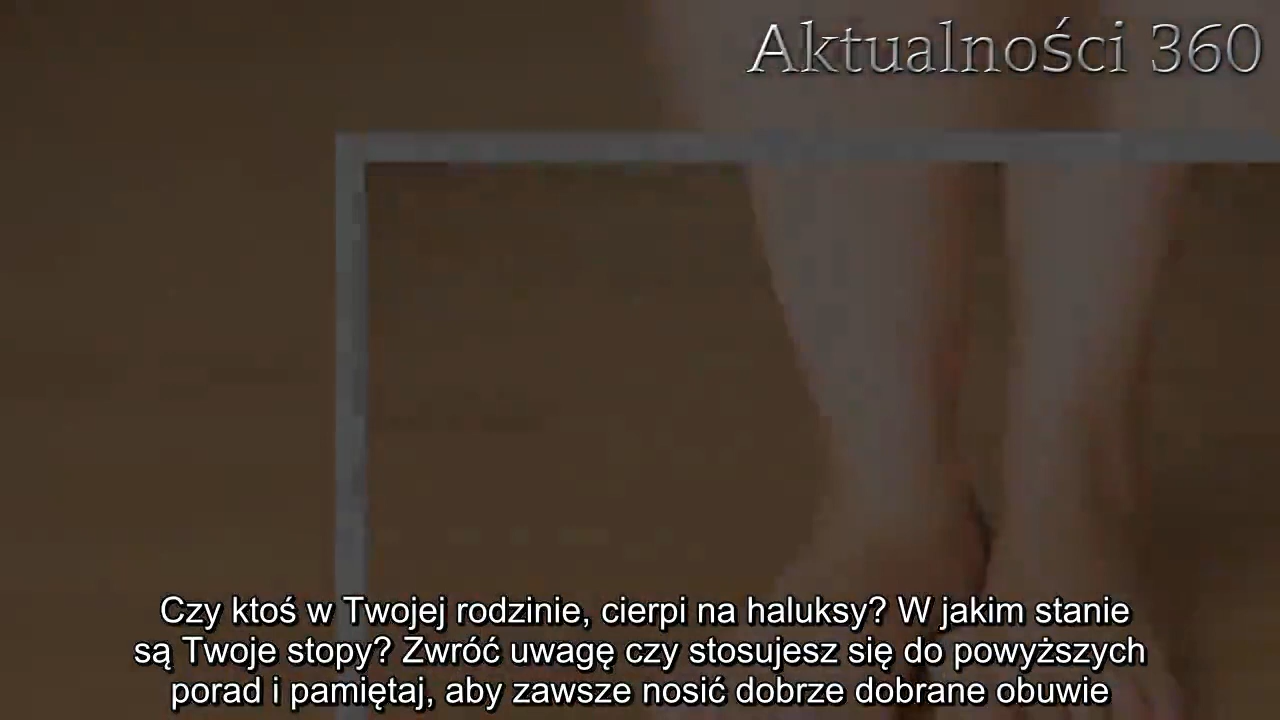 Aktualności 360
Czy ktoś w Twojej rodzinie, cierpi na haluksy? W jakim stanie
są Twoje stopy? Zwróć uwagę czy stosujesz się do powyższych
porad i pamiętaj, aby zawsze nosić dobrze dobrane obuwie